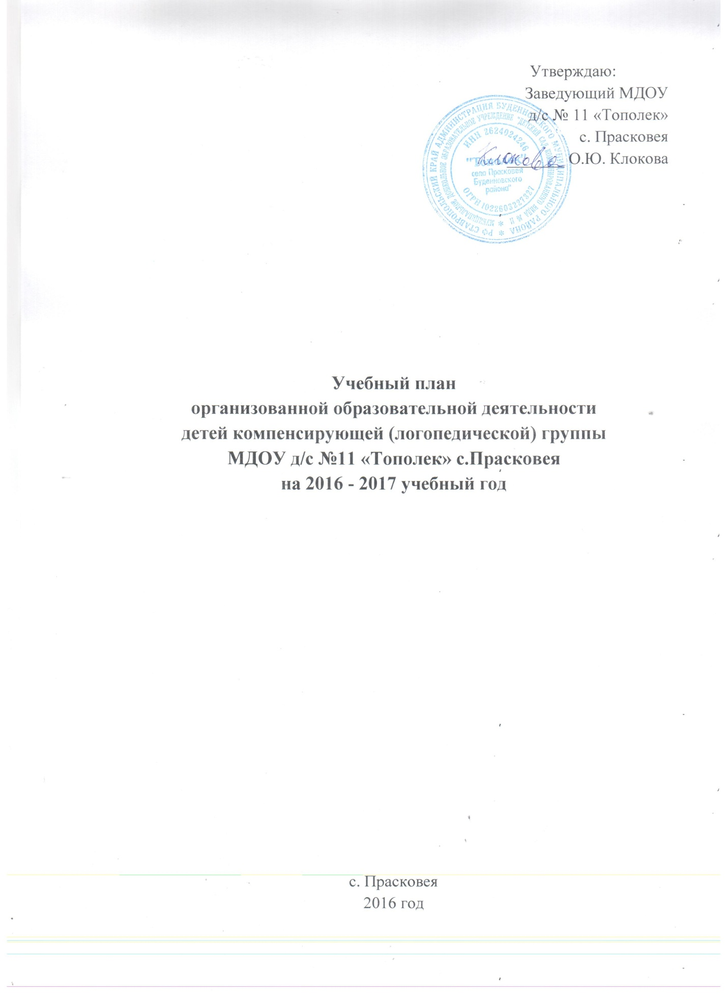 Утверждаю:
Заведующий МДОУ
д/с № 11 «Тополек»
с. Прасковея
Клокова О.Ю. Клокова
РФ СТАВРОПОЛЬСКИЙ КРАЙ АДМИНИСТРАЦИЯ БУДЕННОВСКОГО МУНИЦИПАЛЬНОГО РАЙОНА *
МУНИЦИПАЛЬНОЕ ДОШКОЛЬНОЕ ОБРАЗОВАТЕЛЬНОЕ УЧРЕЖДЕНИЕ "ДЕТСКИЙ САД КОМБИНИРОВАННОГО ВИДА № 11 *
ИНН 2624024246
село Прасковея
Буденновского
района"
ОГРН 1022603227327
Учебный план
организованной образовательной деятельности
детей компенсирующей (логопедической) группы
МДОУ д/с №11 «Тополек» с.Прасковея
на 2016 - 2017 учебный год
с. Прасковея
2016 год